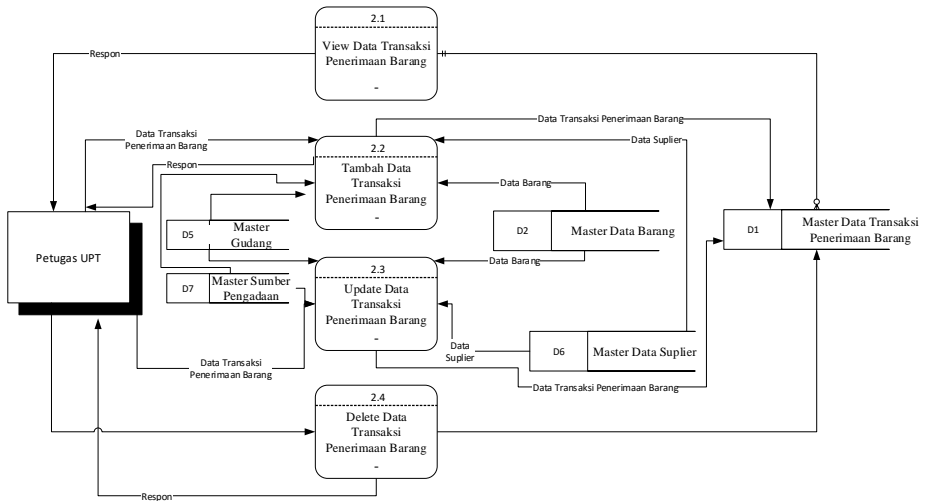 2.1
View Data Transaksi
Penerimaan Barang
-
Respon
Data Transaksi
Penerimaan Barang
Data Transaksi Penerimaan Barang
Data Suplier
2.2
Tambah Data
Transaksi
Penerimaan Barang
-
Respon
Data Barang
D5
Master
Gudang
D2
Master Data Barang
D1
Master Data Transaksi
Penerimaan Barang
Petugas UPT
Data Barang
2.3
Update Data
Transaksi
Penerimaan Barang
-
D7
Master Sumber
Pengadaan
Data
Suplier
D6
Master Data Suplier
Data Transaksi
Penerimaan Barang
Data Transaksi Penerimaan Barang
2.4
Delete Data
Transaksi
Penerimaan Barang
-
Respon